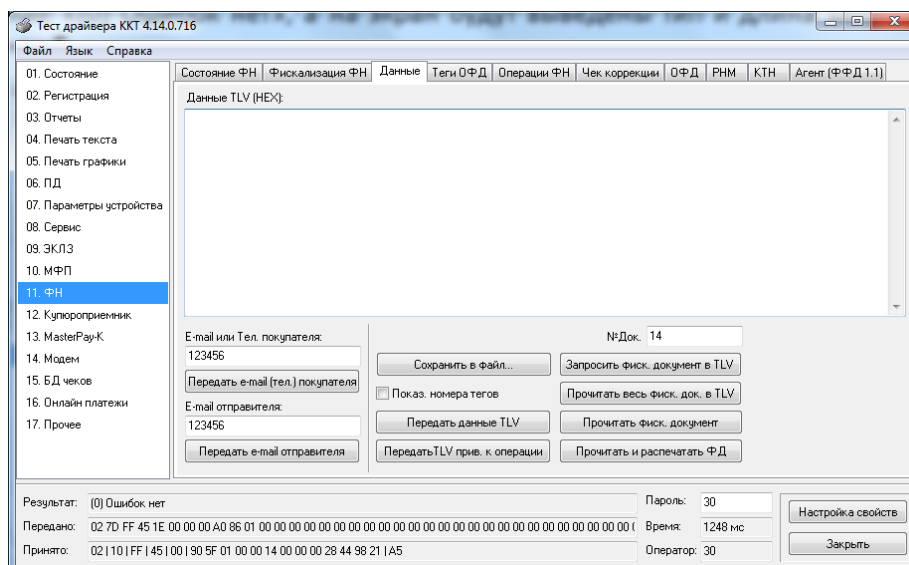 Тест драйвера ККТ 4.14.0.716
Файл Язык Справка
01. Состояние
02. Регистрация
03. Отчеты
04. Печать текста
05. Печать графики
06. ПД
07. Параметры устройства
08. Сервис
09. ЭКЛЗ
10. МФП
11. ФН
12. Купюроприемник
13. MasterPay-K
14. Модем
15. БД чеков
16. Онлайн платежи
17. Прочее
Состояние ФН Фискализация ФН Данные Теги ОФД Операции ФН Чек коррекции ОФД РНМ КТН Агент (ФФД 1.1)
Данные TLV (HEX):
E-mail или Тел. покупателя:
123456
Передать e-mail (тел.) покупателя
E-mail отправителя:
123456
Передать e-mail отправителя
№Док. 14
Сохранить в файл... Запросить фиск. документ в TLV
Показ. номера тегов Прочитать весь фиск. док. в TLV
Передать данные TLV Прочитать фиск. документ
ПередатьTLV прив. к операции Прочитать и распечатать ФД
Результат: (0) Ошибок нет
Передано: 02 7D FF 45 1E 00 00 00 A0 86 01 00 00 00 00 00 00 00 00 00 00 00 00 00 00 00 00 00 00 00 00 00 00 00 00 00
Принято: 02 | 10 | FF | 45 | 00 | 90 5F 01 00 00 14 00 00 00 28 44 98 21 | A5
Пароль: 30
Время: 1248 мс
Оператор: 30
Настройка свойств
Закрыть